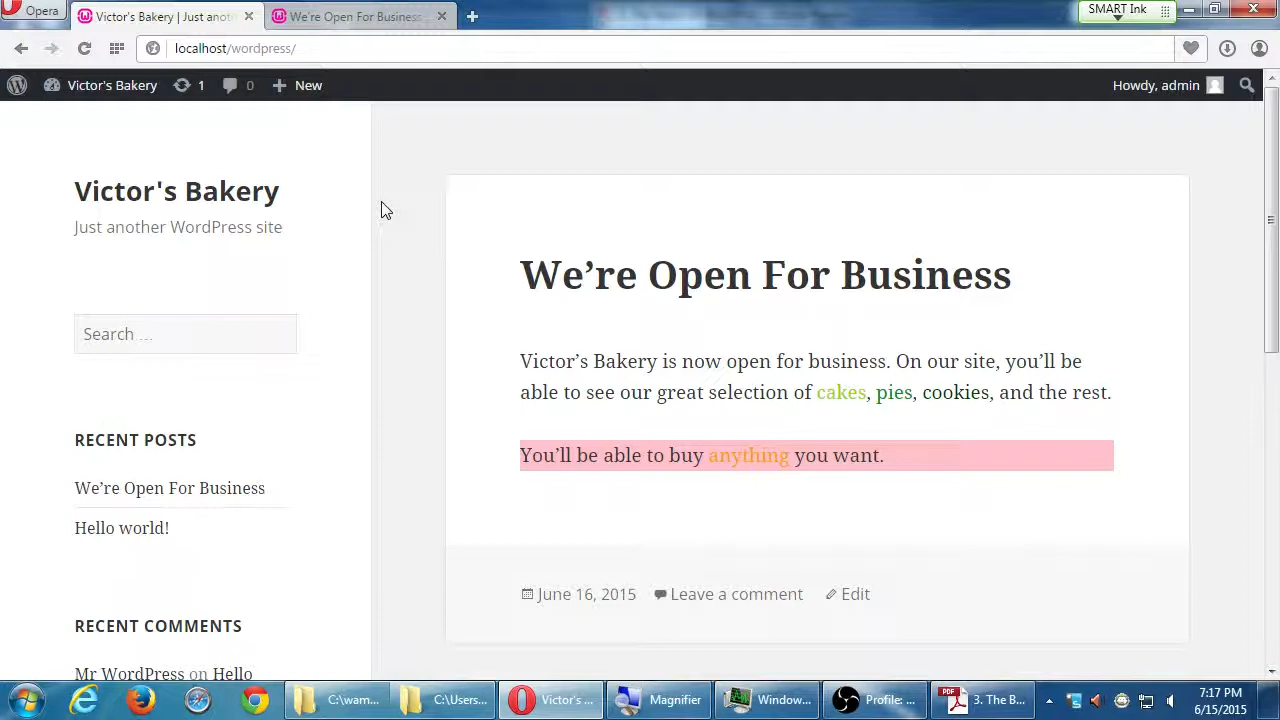 Opera
Victor's Bakery | Just anot
We're Open For Business
SMART Ink
localhost/wordpress/
Victor's Bakery
1
0
New
Howdy, admin
Victor's Bakery
Just another WordPress site
Search …
RECENT POSTS
We're Open For Business
Hello world!
RECENT COMMENTS
Mr WordPress on Hello
We’re Open For Business
Victor’s Bakery is now open for business. On our site, you’ll be
able to see our great selection of cakes, pies, cookies, and the rest.
You’ll be able to buy anything you want.
June 16, 2015 Leave a comment Edit
C:\wam...
C:\Users...
Victor's ...
Magnifier
Window...
Profile: ...
PDF
3. The B...
7:17 PM
6/15/2015